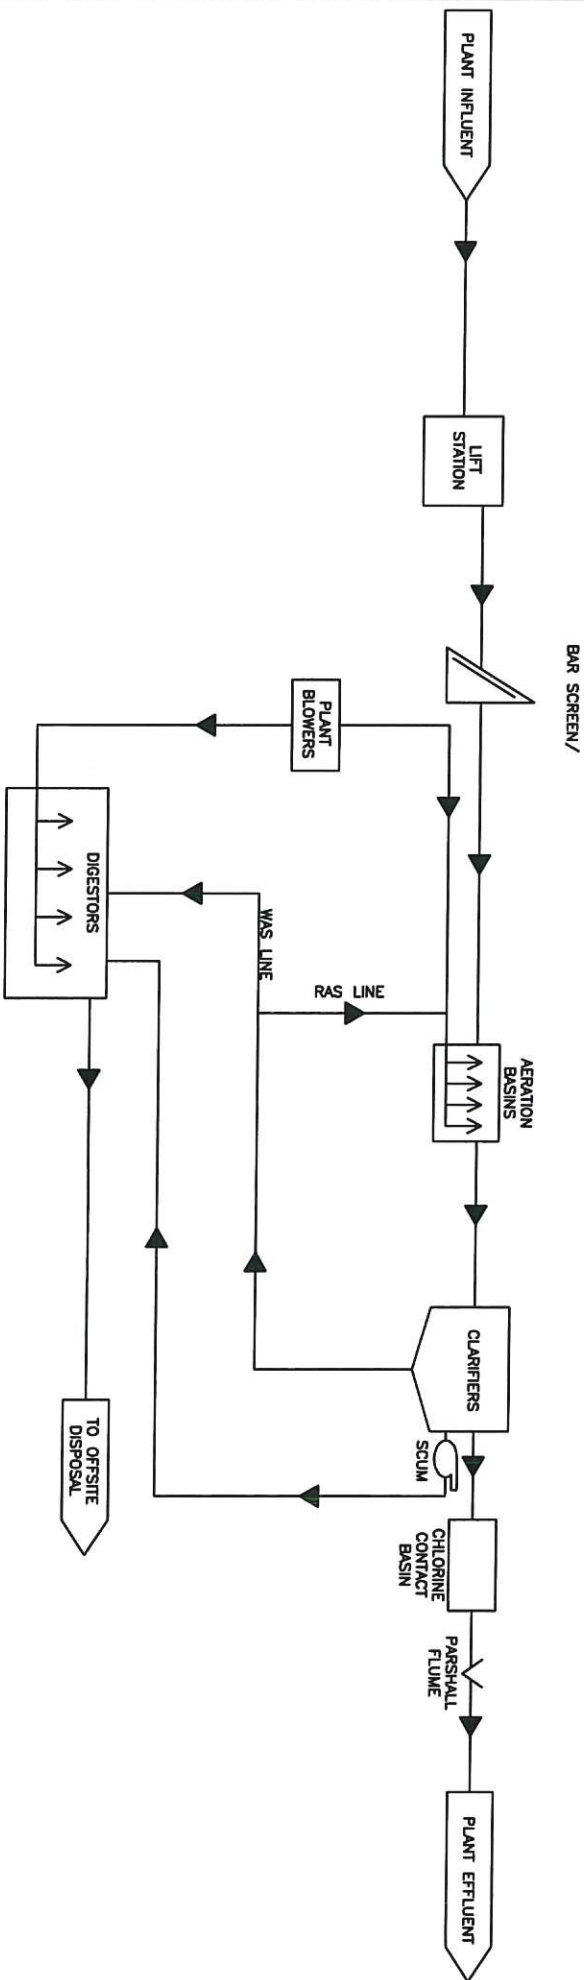 PLANT INFLUENT
LIFT
STATION
BAR SCREEN/
PLANT
BLOWERS
DIGESTORS
WAS LINE
RAS LINE
AERATION
BASINS
CLARIFIERS
SCUM
TO OFFSITE
DISPOSAL
CHLORINE
CONTACT
BASIN
PARSHALL
FLUME
PLANT EFFLUENT